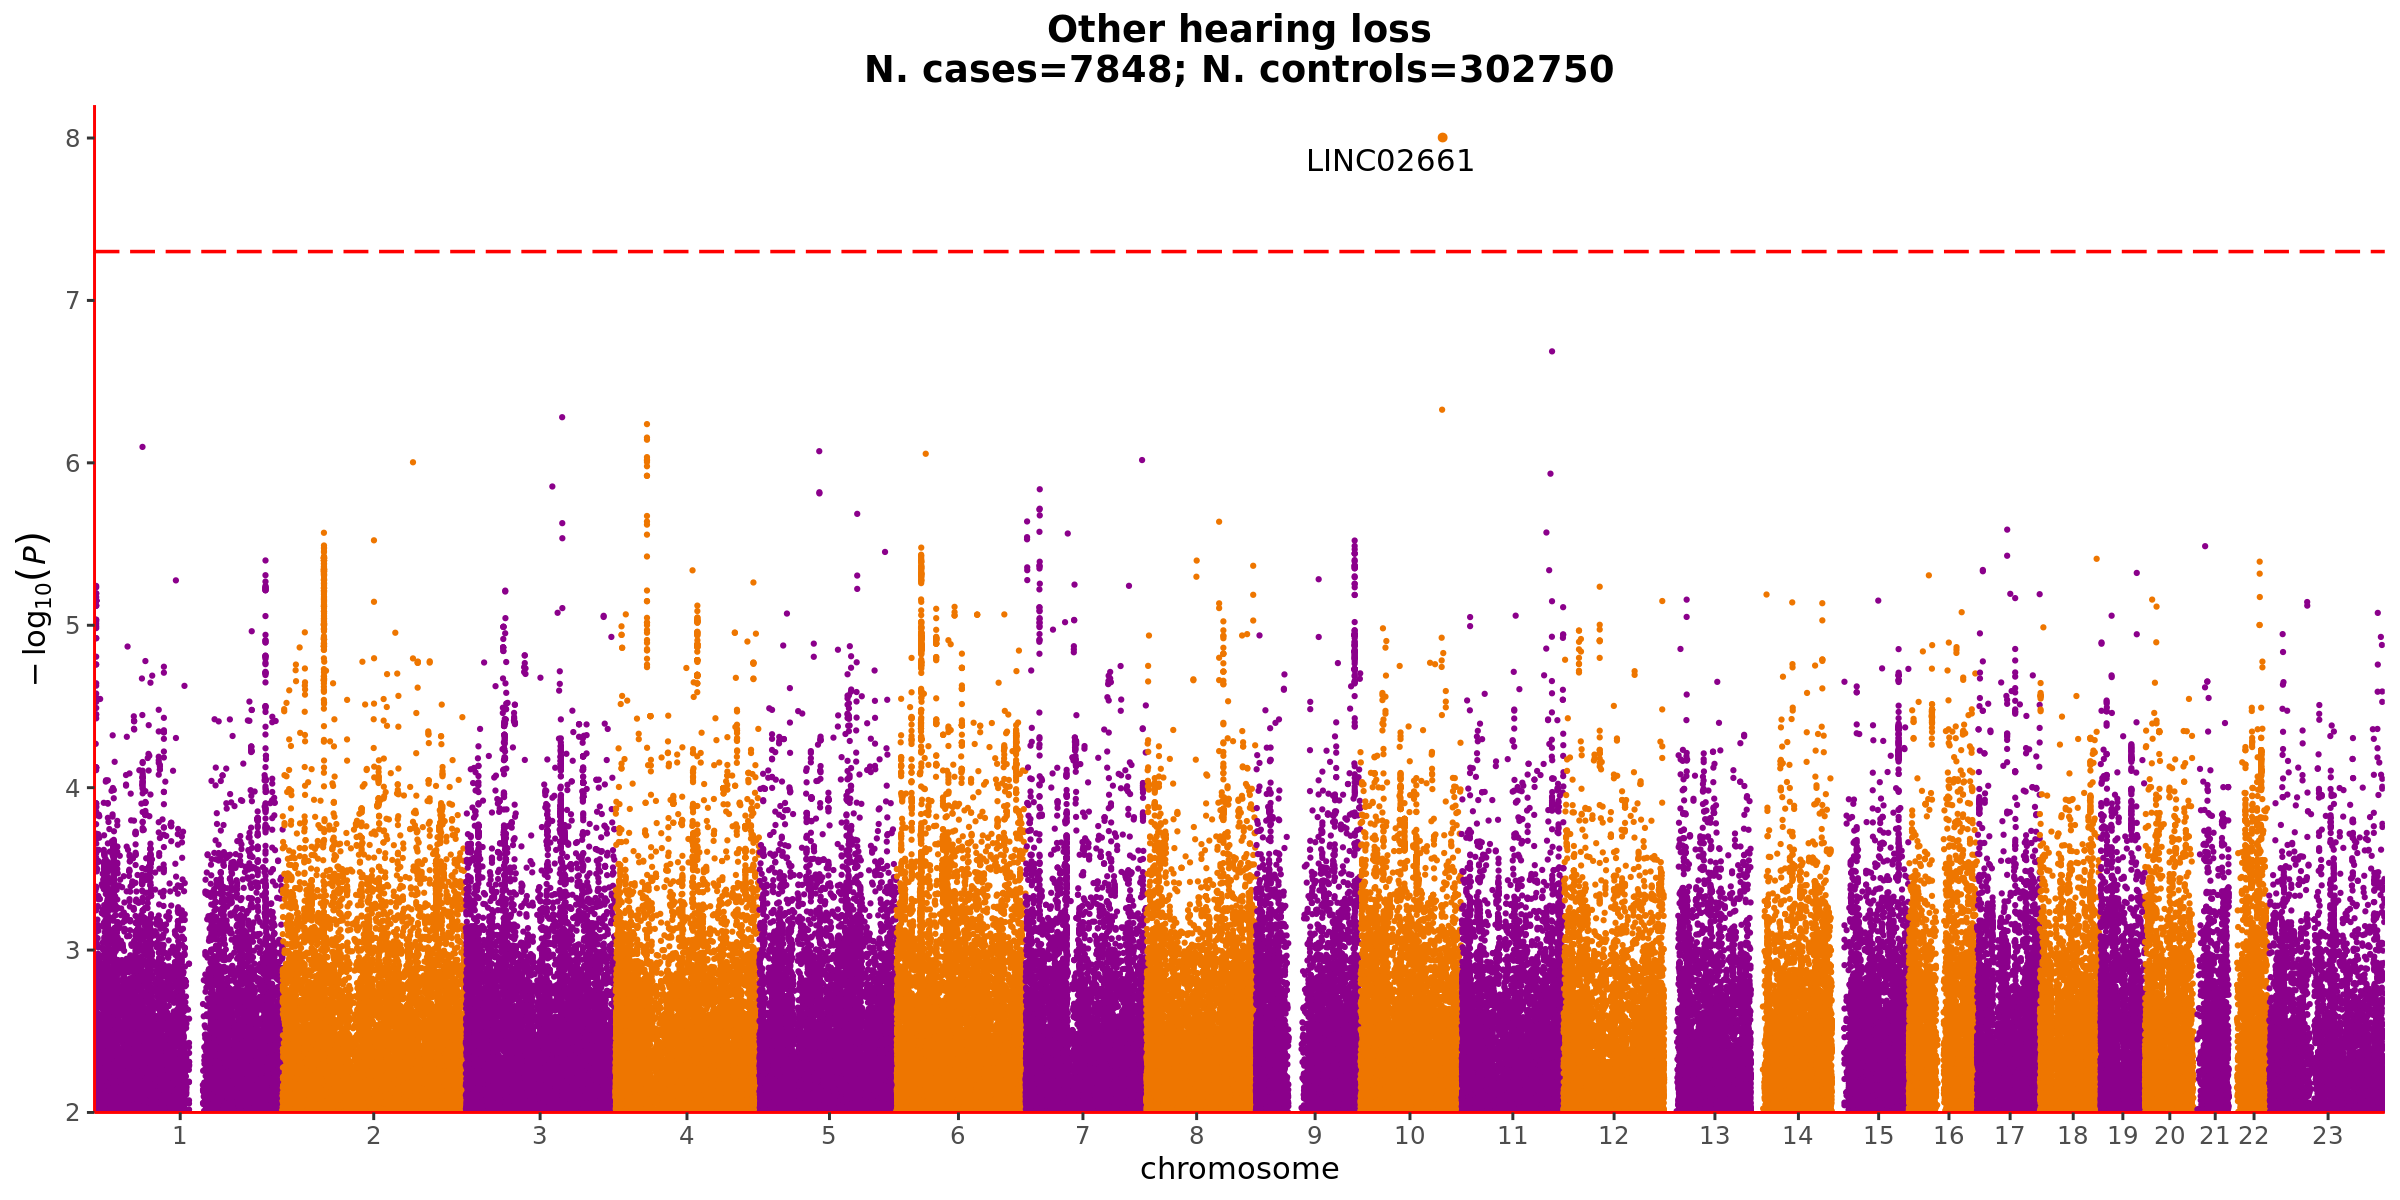 Other hearing loss
N. cases=7848; N. controls=302750
8
LINC02661
7
6
5
4
3
2
− log10(P)
1 2 3 4 5 6 7 8 9 10 11 12 13 14 15 16 17 18 19 20 21 22 23
chromosome